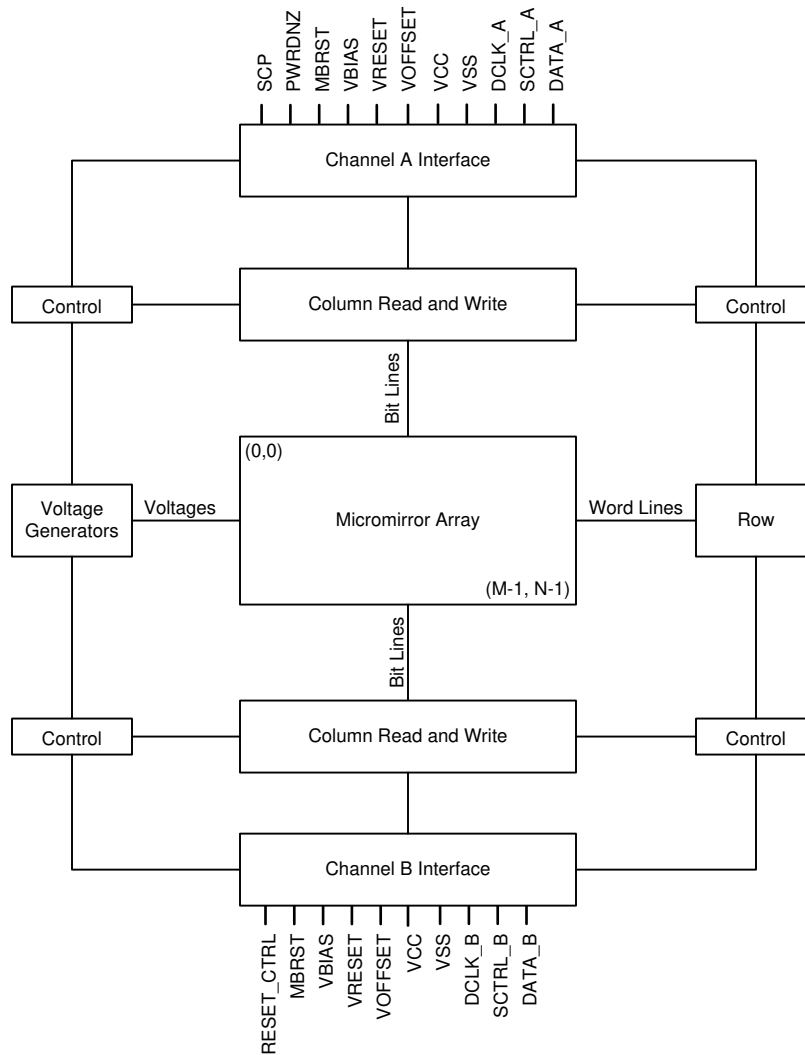 SCP
PWRDNZ
MBRST
VBIAS
VRESET
VOFFSET
VCC
VSS
DCLK_A
SCTRL_A
DATA_A
Channel A Interface
Control
Column Read and Write
Control
Bit Lines
(0,0)
Voltage
Generators
Voltages
Micromirror Array
Word Lines
Row
(M-1, N-1)
Bit Lines
Control
Column Read and Write
Control
Channel B Interface
RESET_CTRL
MBRST
VBIAS
VRESET
VOFFSET
VCC
VSS
DCLK_B
SCTRL_B
DATA_B